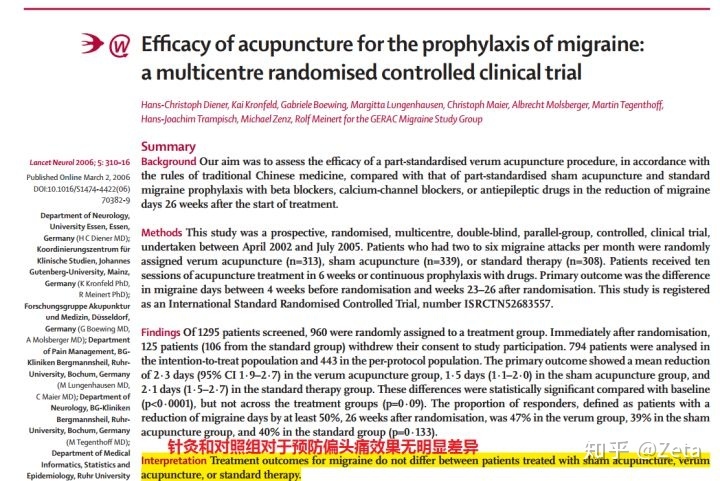 Efficacy of acupuncture for the prophylaxis of migraine:
a multicentre randomised controlled clinical trial
Hans-Christoph Diener, Kai Kronfeld, Gabriele Boewing, Margitta Lungenhausen, Christoph Maier, Albrecht Molsberger, Martin Tegenthoff,
Hans-Joachim Trampisch, Michael Zenz, Rolf Meinert for the GERAC Migraine Study Group
Lancet Neurol 2006; 5: 310–16
Published Online March 2, 2006
DOI:10.1016/S1474-4422(06)
70382-9
Department of Neurology,
University Essen, Essen,
Germany (H C Diener MD);
Koordinierungszentrum für
Klinische Studien, Johannes
Gutenberg-University, Mainz,
Germany (K Kronfeld PhD,
R Meinert PhD);
Forschungsgruppe Akupunktur
und Medizin, Düsseldorf,
Germany (G Boewing MD,
A Molsberger MD); Department
of Pain Management, BG-
Kliniken Bergmannsheil, Ruhr-
University, Bochum, Germany
(M Lungenhausen MD,
C Maier MD); Department of
Neurology, BG-Kliniken
Bergmannsheil, Ruhr-
University, Bochum, Germany
(M Tegenthoff MD);
Department of Medical
Informatics, Statistics and
Epidemiology, Ruhr University
Summary
Background Our aim was to assess the efficacy of a part-standardised verum acupuncture procedure, in accordance with
the rules of traditional Chinese medicine, compared with that of part-standardised sham acupuncture and standard
migraine prophylaxis with beta blockers, calcium-channel blockers, or antiepileptic drugs in the reduction of migraine
days 26 weeks after the start of treatment.
Methods This study was a prospective, randomised, multicentre, double-blind, parallel-group, controlled, clinical trial,
undertaken between April 2002 and July 2005. Patients who had two to six migraine attacks per month were randomly
assigned verum acupuncture (n=313), sham acupuncture (n=339), or standard therapy (n=308). Patients received ten
sessions of acupuncture treatment in 6 weeks or continuous prophylaxis with drugs. Primary outcome was the difference
in migraine days between 4 weeks before randomisation and weeks 23–26 after randomisation. This study is registered
as an International Standard Randomised Controlled Trial, number ISRCTN52683557.
Findings Of 1295 patients screened, 960 were randomly assigned to a treatment group. Immediately after randomisation,
125 patients (106 from the standard group) withdrew their consent to study participation. 794 patients were analysed in
the intention-to-treat popoulation and 443 in the per-protocol population. The primary outcome showed a mean reduction
of 2·3 days (95% CI 1·9–2·7) in the verum acupuncture group, 1·5 days (1·1–2·0) in the sham acupuncture group, and
2·1 days (1·5–2·7) in the standard therapy group. These differences were statistically significant compared with baseline
(p<0·0001), but not across the treatment groups (p=0·09). The proportion of responders, defined as patients with a
reduction of migraine days by at least 50%, 26 weeks after randomisation, was 47% in the verum group, 39% in the sham
acupuncture group, and 40% in the standard group (p=0·133).
针灸和对照组对于预防偏头痛效果无明显差异
Interpretation Treatment outcomes for migraine do not differ between patients treated with sham acupuncture, verum
acupuncture, or standard therapy.
知乎 @Zeta